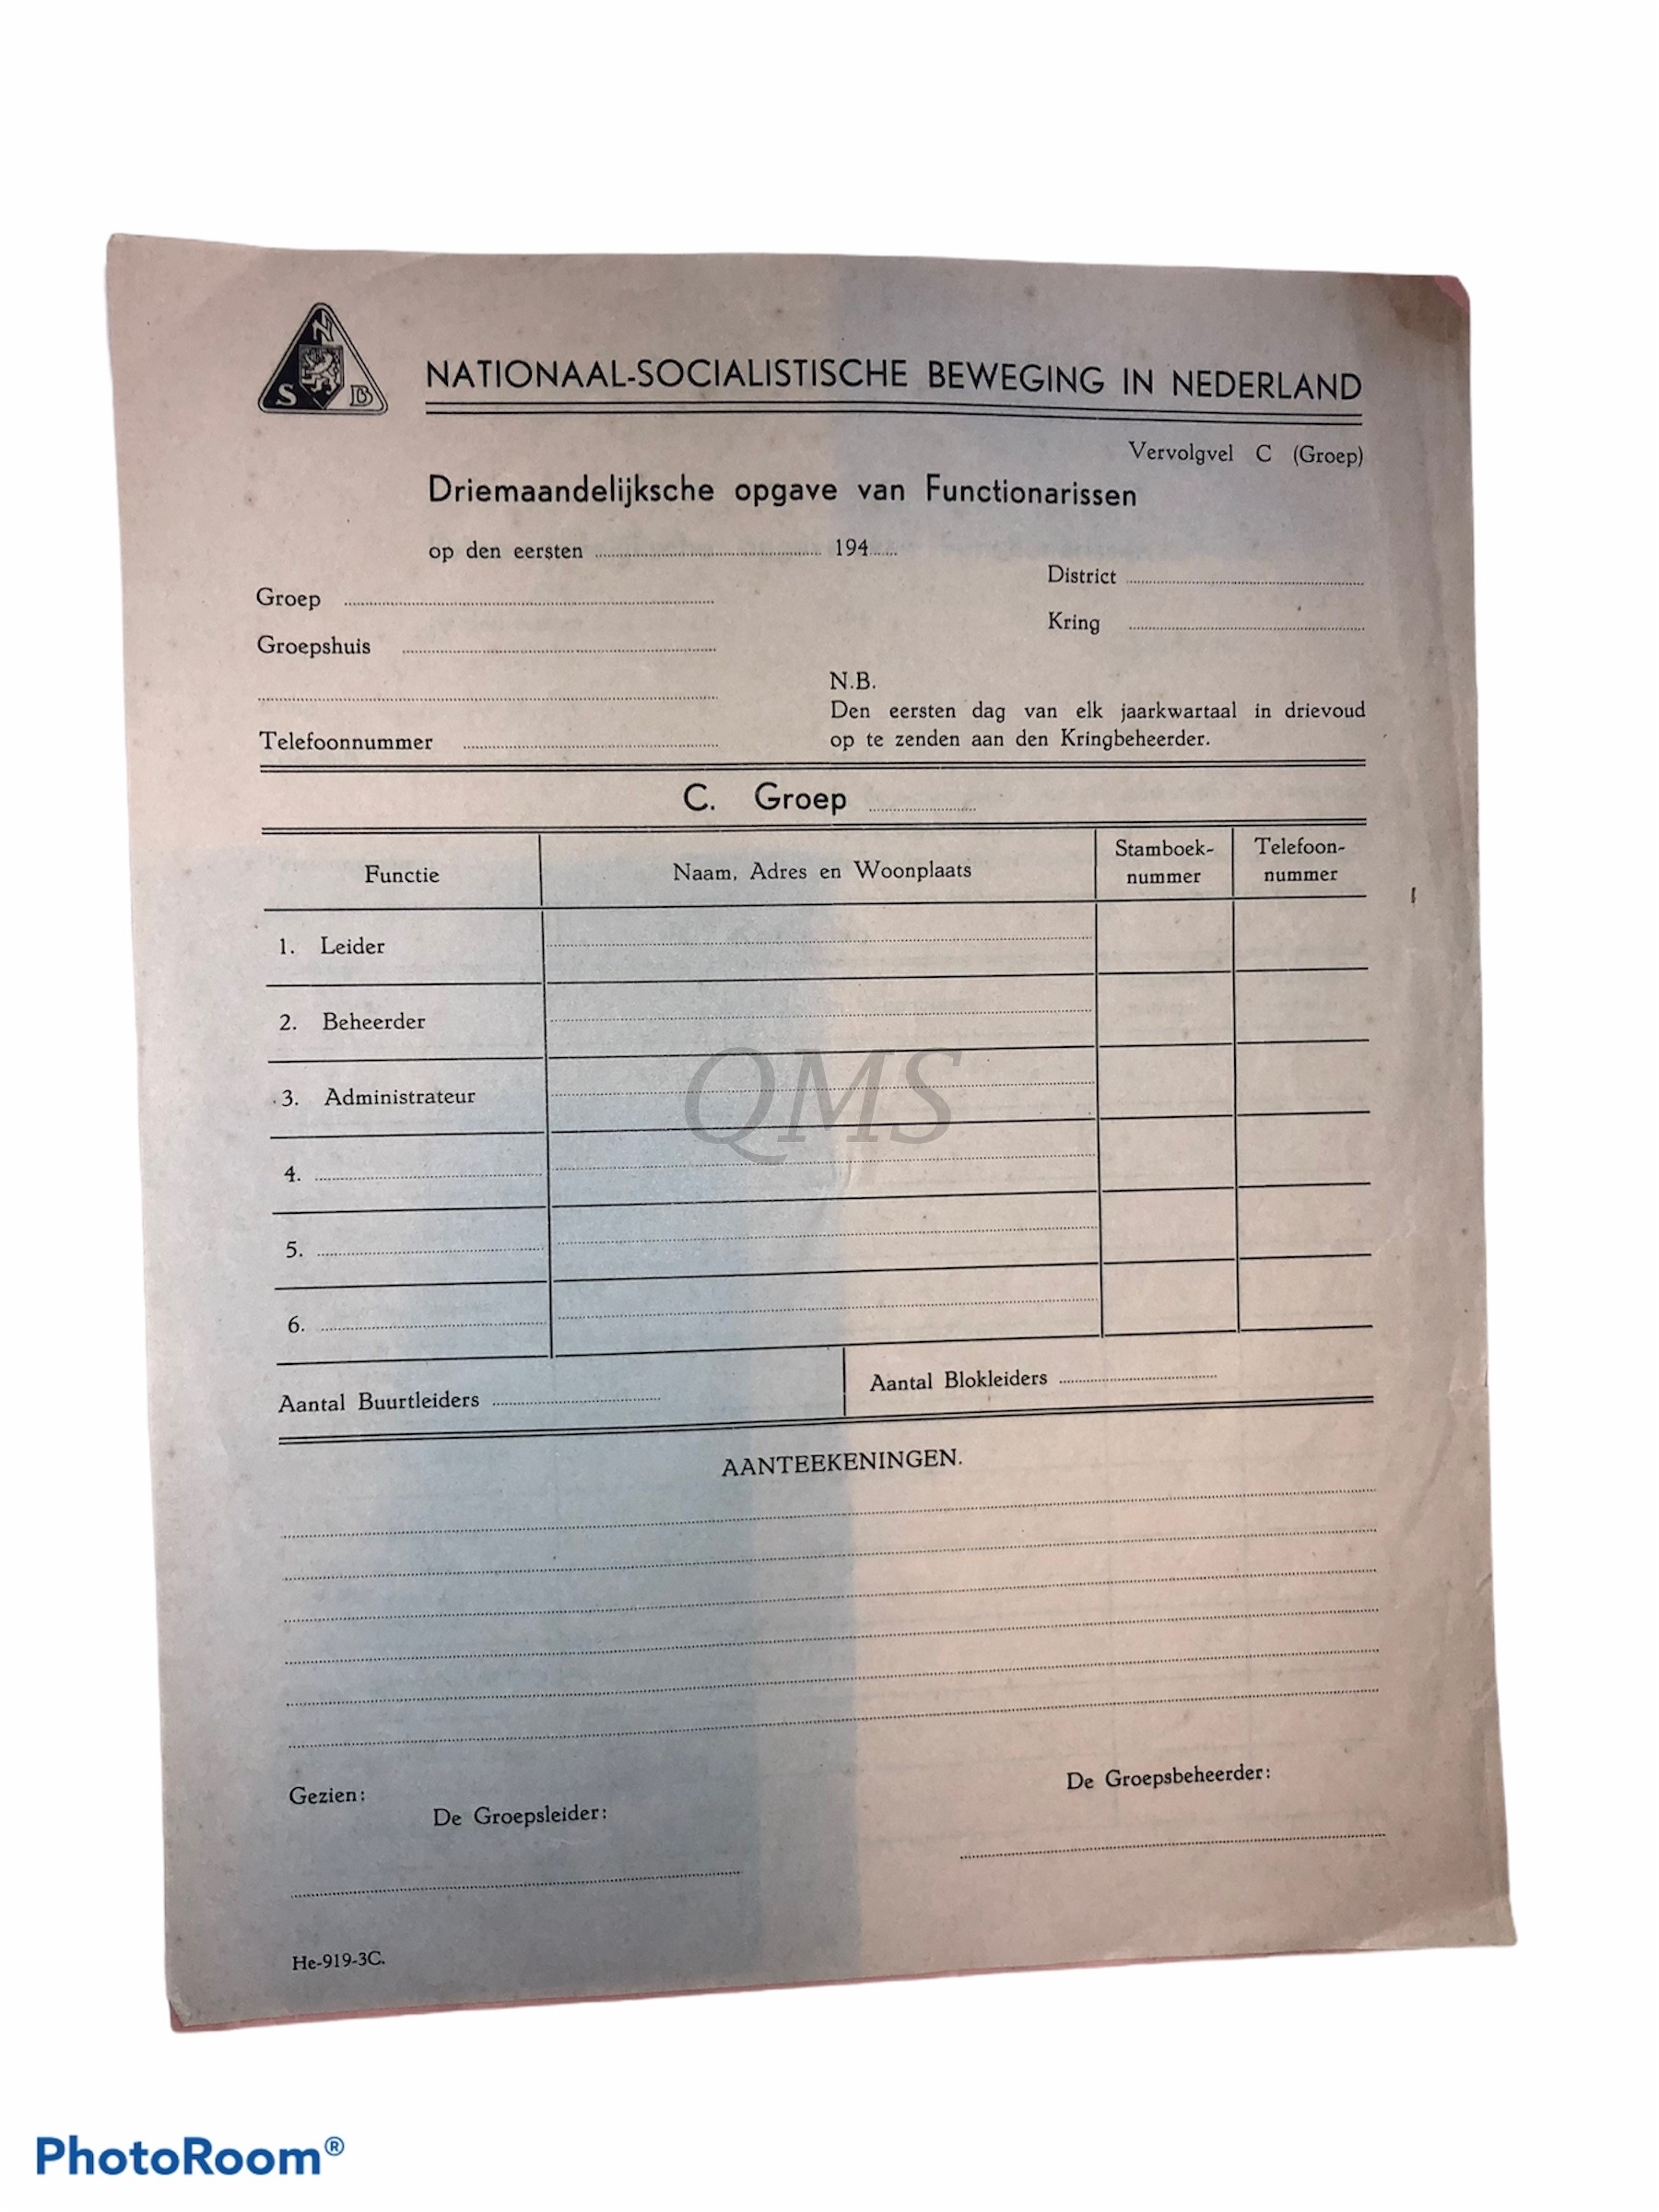 N
S B
NATIONAAL-SOCIALISTISCHE BEWEGING IN NEDERLAND
Vervolgvel C (Groep)
Driemaandelijksche opgave van Functionarissen
op den eersten 194
District
Groep
Kring
Groepshuis
N.B.
Den eersten dag van elk jaarkwartaal in drievoud
op te zenden aan den Kringbeheerder.
Telefoonnummer
C. Groep
Functie
Naam, Adres en Woonplaats
Stamboek-
nummer
Telefoon-
nummer
1. Leider
2. Beheerder
3. Administrateur
4.
5.
6.
QMS
Aantal Buurtleiders
Aantal Blokleiders
AANTEEKENINGEN.
Gezien:
De Groepsleider:
De Groepsbeheerder:
He-919-3C.
PhotoRoom®